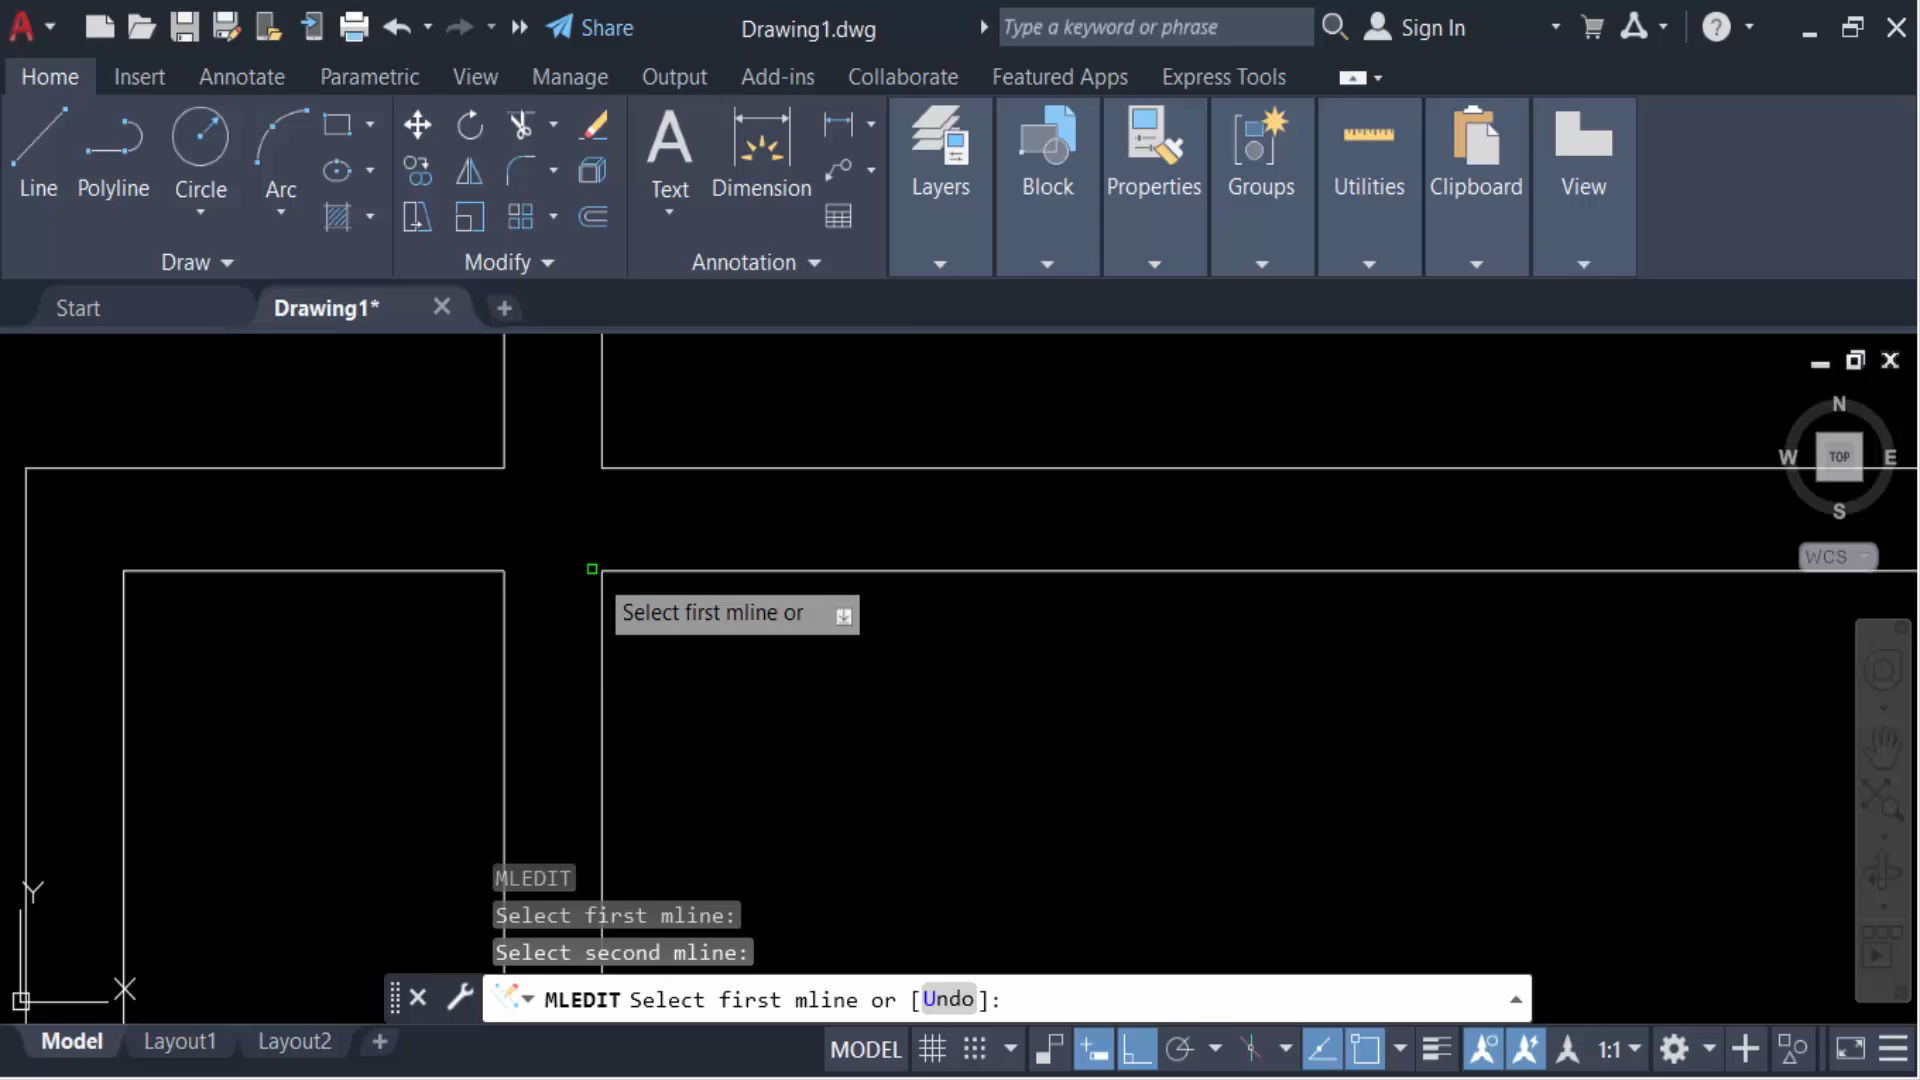 Share
Drawing1.dwg
Type a keyword or phrase
Sign In
Home
Insert
Annotate
Parametric
View
Manage
Output
Add-ins
Collaborate
Featured Apps
Express Tools
Line
Polyline
Circle
Arc
Text
Dimension
Layers
Block
Properties
Groups
Utilities
Clipboard
View
Draw
Modify
Annotation
Start
Drawing1*
N
W
TOP
E
S
WCS
Select first mline or
Y
X
MLEDIT
Select first mline:
Select second mline:
MLEDIT Select first mline or [Undo]:
Model
Layout1
Layout2
MODEL
1:1